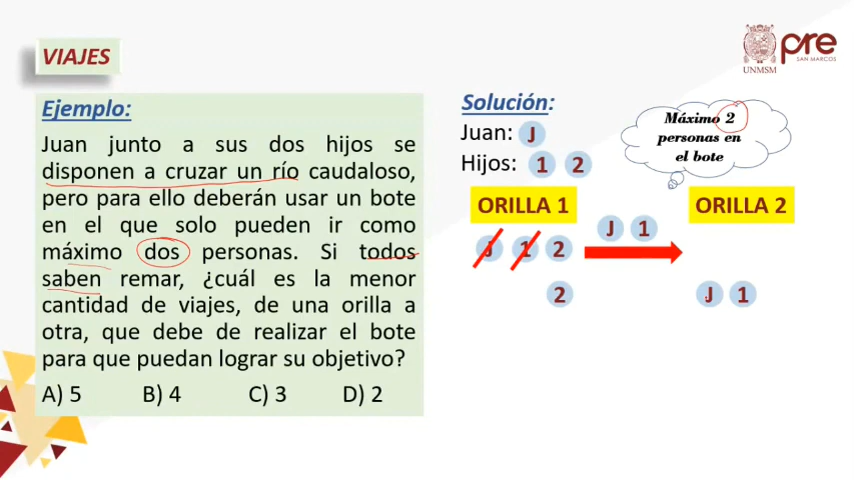 VIAJES
UNMSM
pre
SAN MARCOS
Ejemplo:
Juan junto a sus dos hijos se
disponen a cruzar un río caudaloso,
pero para ello deberán usar un bote
en el que solo pueden ir como
máximo dos personas. Si todos
saben remar, ¿cuál es la menor
cantidad de viajes, de una orilla a
otra, que debe de realizar el bote
para que puedan lograr su objetivo?
A) 5 B) 4 C) 3 D) 2
Solución:
Juan: J
Hijos: 1 2
Máximo 2
personas en
el bote
ORILLA 1
ORILLA 2
J 1 2
J 1
2
J 1